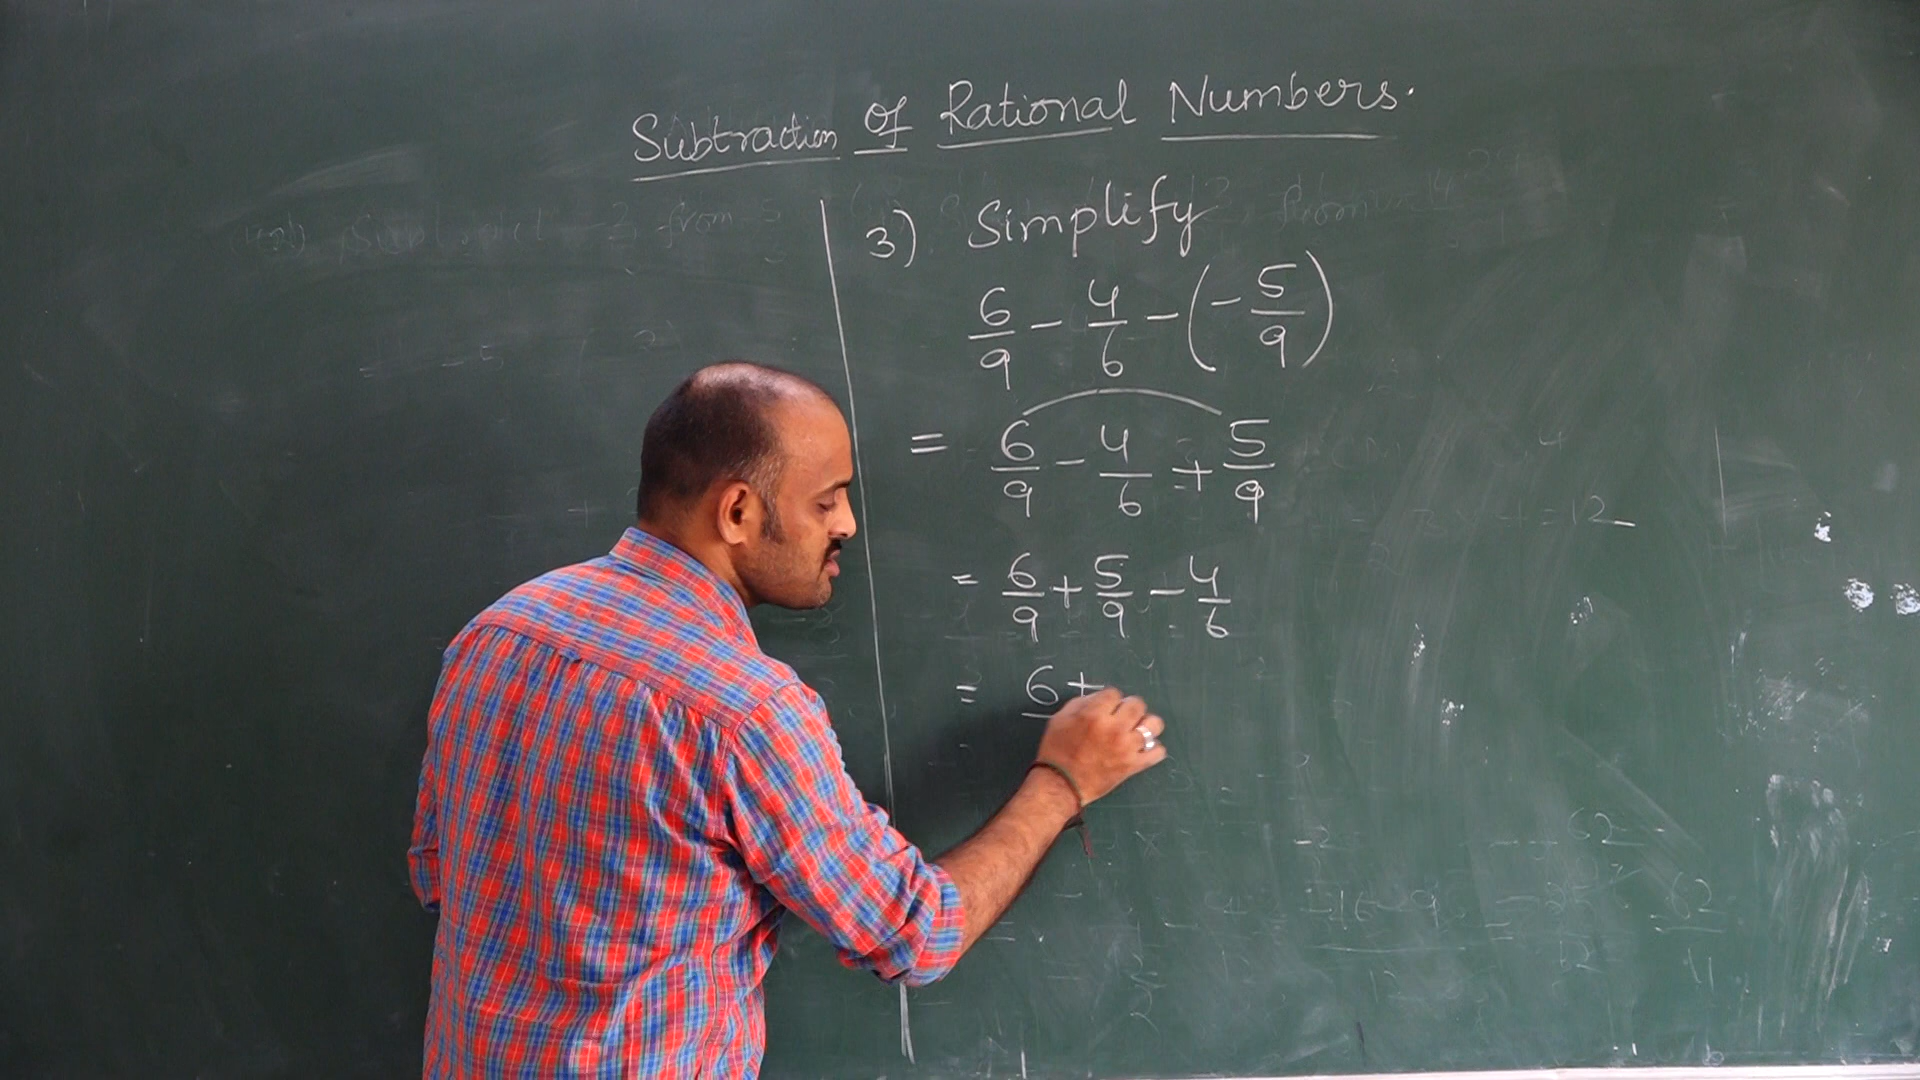 Subtraction of Rational Numbers.
3) Simplify
6/9 - 4/6 - (-5/9)
= 6/9 - 4/6 + 5/9
= 6/9 + 5/9 - 4/6
= 6+